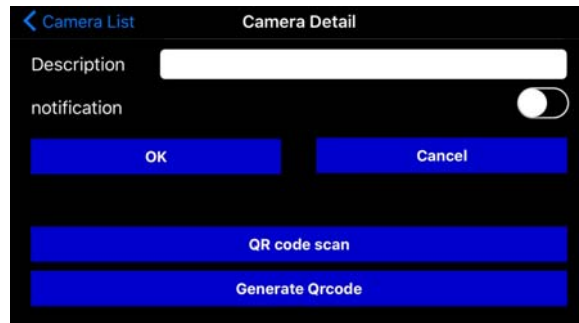 Camera List Camera Detail
Description
notification
OK Cancel
QR code scan
Generate Qrcode